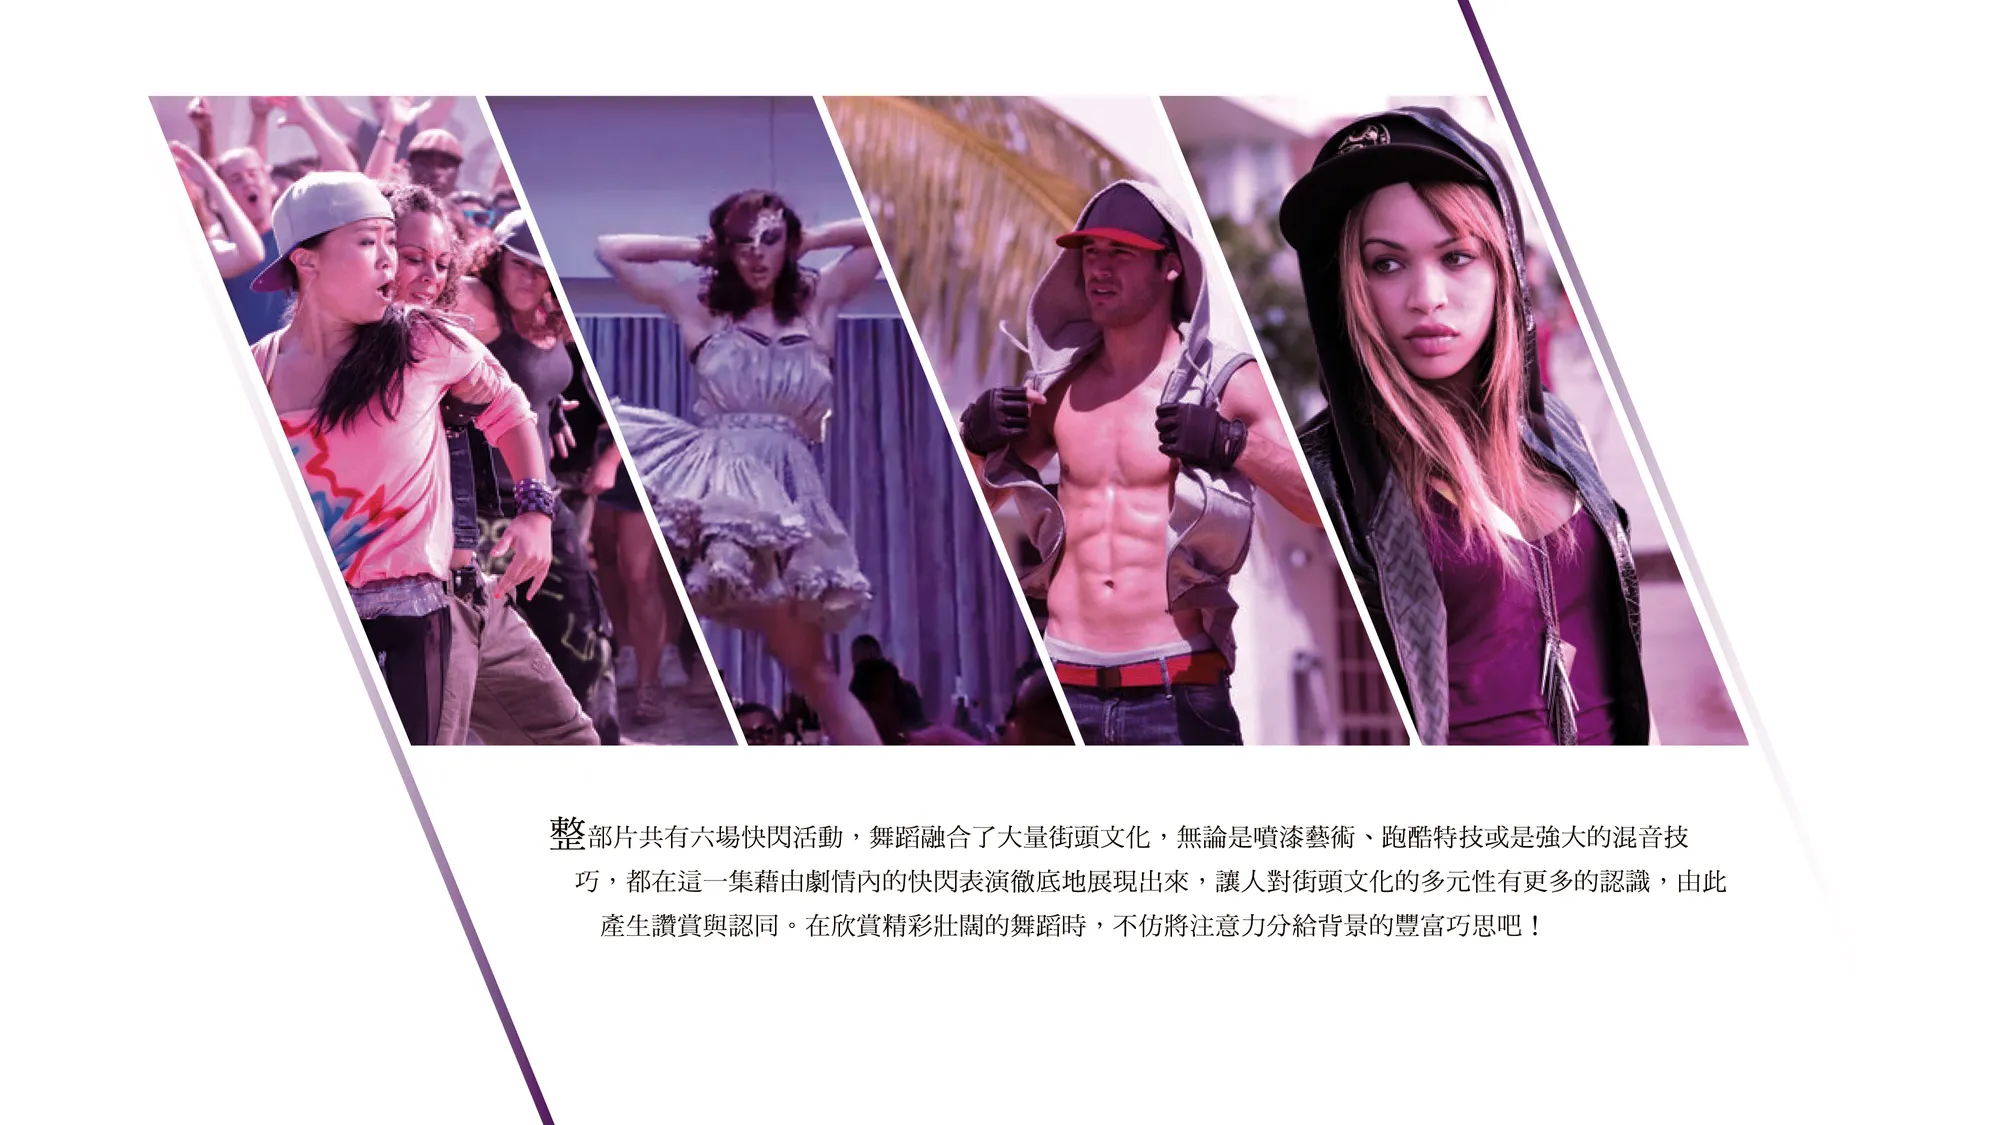 整部片共有六場快閃活動，舞蹈融合了大量街頭文化，無論是噴漆藝術、跑酷特技或是強大的混音技
巧，都在這一集藉由劇情內的快閃表演徹底地展現出來，讓人對街頭文化的多元性有更多的認識，由此
產生讚賞與認同。在欣賞精彩壯闊的舞蹈時，不仿將注意力分給背景的豐富巧思吧！